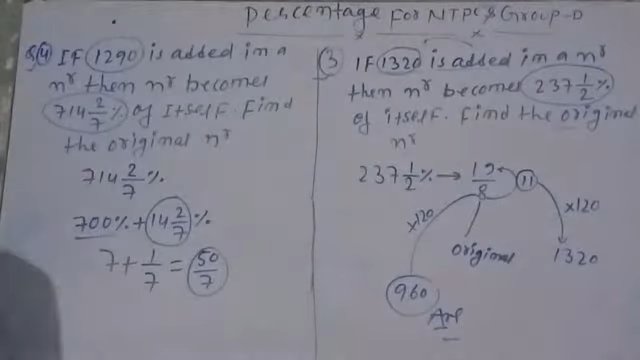 Percentage For NTPC & Group-D
Q(4) IF 1290 is added in a
nʳ then nʳ becomes
714 2/7 % of ItselF. Find
the original nʳ
714 2/7 %
700% + 14 2/7 %
7 + 1/7 = 50/7
(3) IF 1320 is added in a nʳ
then nʳ becomes 237 1/2 %
of itselF. Find the original
nʳ
237 1/2 % → 19/8 11
×120 ×120
original 1320
960
Ans